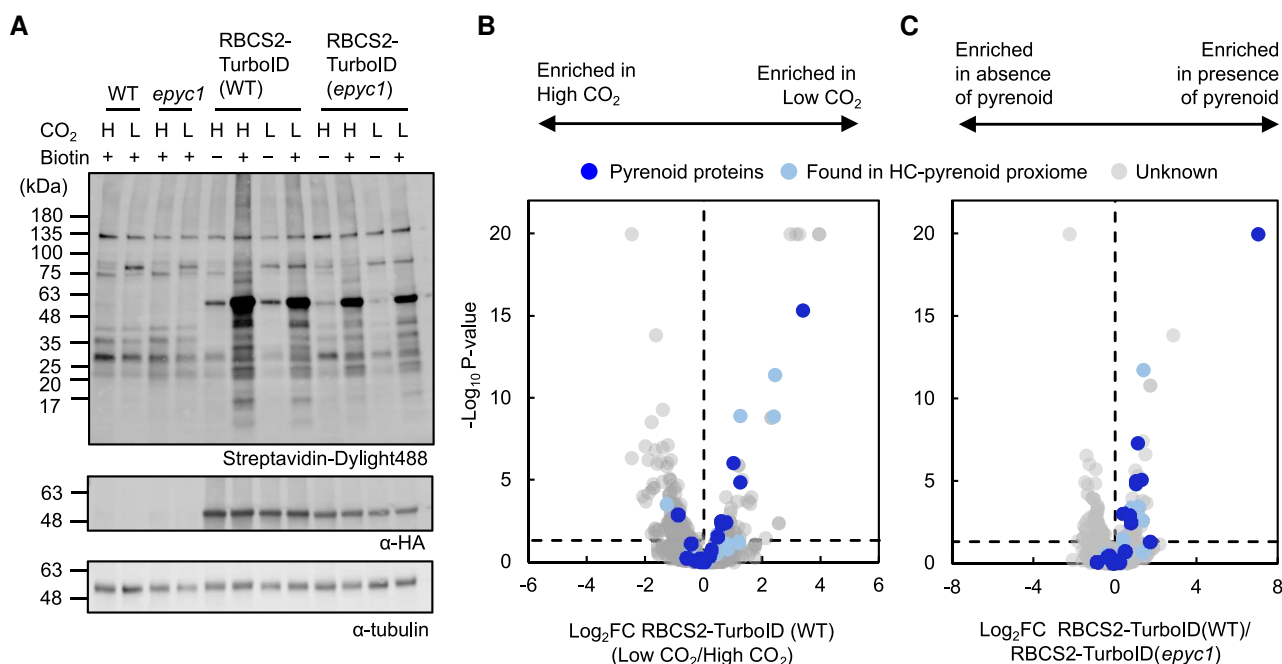 A
WT
epyc1
RBCS2-
TurboID
(WT)
RBCS2-
TurboID
(epyc1)
CO₂ H L H L H H L L H H L L
Biotin + + + + − + − + − + − +
(kDa)
180
135
100
75
63
48
35
25
20
17
Streptavidin-Dylight488
63
48
α-HA
63
48
α-tubulin
B
Enriched in
High CO₂
Enriched in
Low CO₂
C
Enriched
in absence
of pyrenoid
Enriched in
presence
of pyrenoid
Pyrenoid proteins Found in HC-pyrenoid proxiome Unknown
-Log₁₀ P-value
20
15
10
5
0
-6 -4 -2 0 2 4 6
Log₂FC RBCS2-TurboID (WT)
(Low CO₂/High CO₂)
20
15
10
5
0
-8 -4 0 4 8
Log₂FC RBCS2-TurboID(WT)/
RBCS2-TurboID(epyc1)